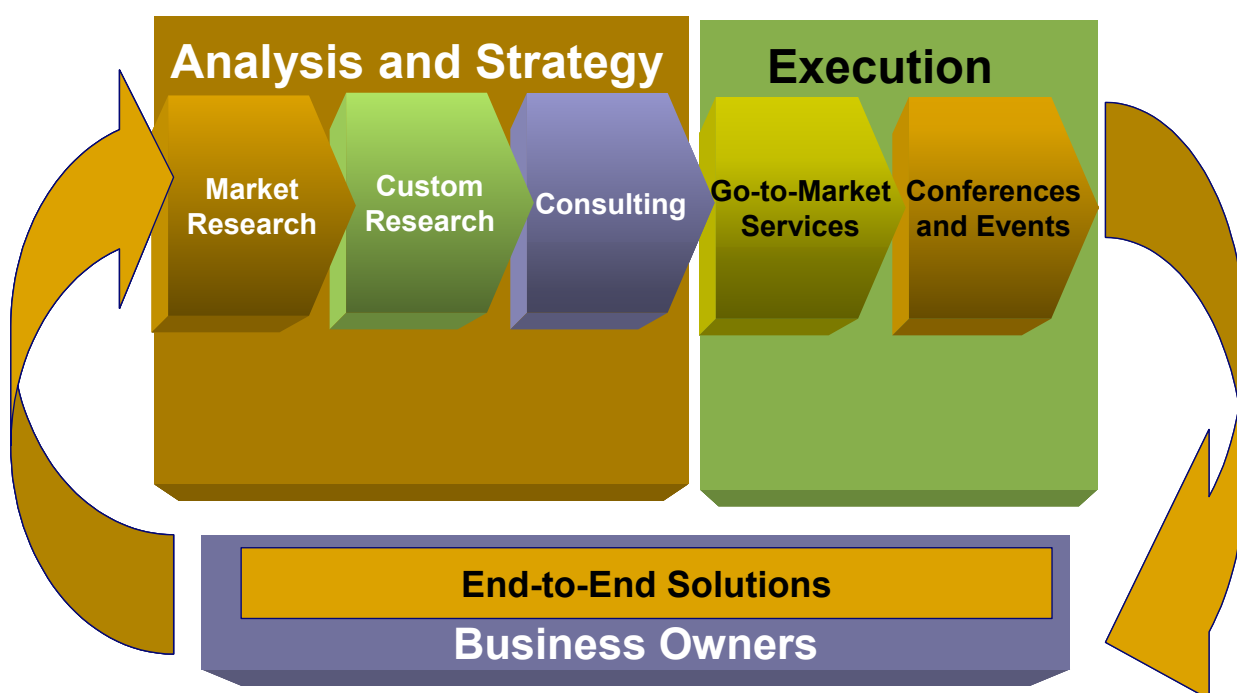 Analysis and Strategy
Execution
Market
Research
Custom
Research
Consulting
Go-to-Market
Services
Conferences
and Events
End-to-End Solutions
Business Owners